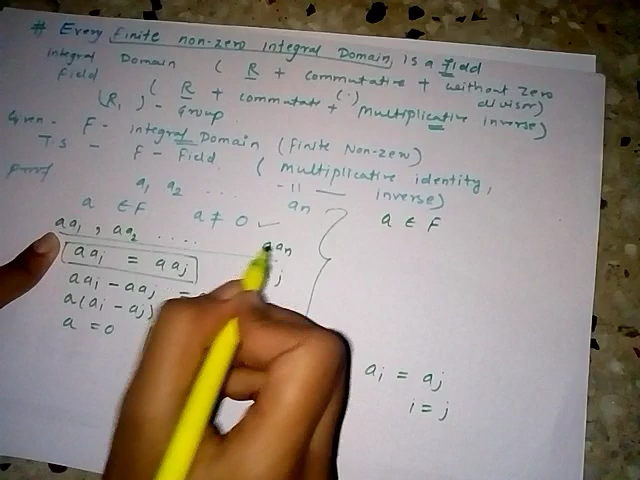 # Every Finite non-zero integral Domain is a field
Integral Domain ( R + commutative + without zero divisor)
Field ( R + commutate + Multiplicative inverse)
(R, ·) - Group
Given - F - integral Domain (Finite Non-zero)
T.S - F - Field ( Multiplicative identity,
-11- inverse)
Proof
a₁ a₂ ... aₙ
a ∈ F a ≠ 0 ✓
aa₁, aa₂ .... aaₙ
aaᵢ = aaⱼ
aaᵢ - aaⱼ =
a(aᵢ - aⱼ)
a = 0
j
a ∈ F
aᵢ = aⱼ
i = j